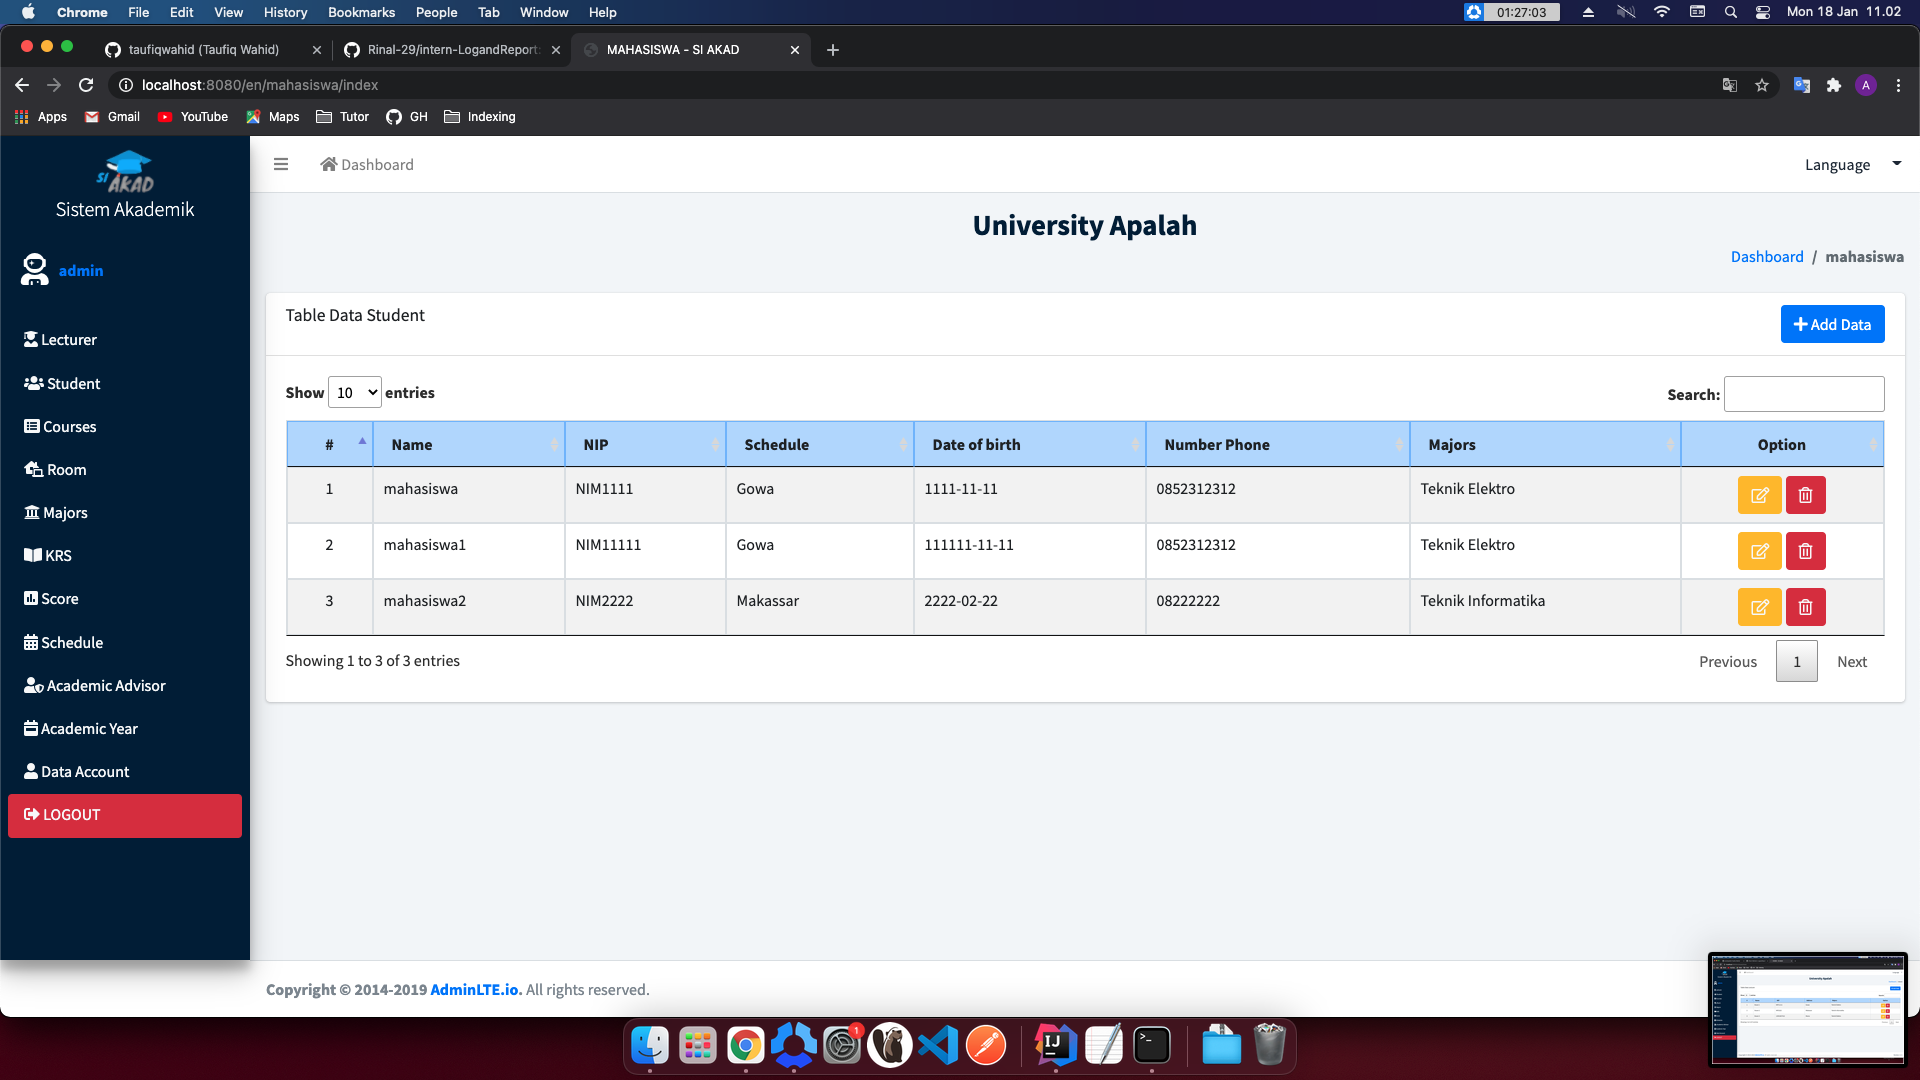 Chrome File Edit View History Bookmarks People Tab Window Help 01:27:03 Mon 18 Jan 11.02
taufiqwahid (Taufiq Wahid) Rinal-29/intern-LogandReport: MAHASISWA - SI AKAD
localhost:8080/en/mahasiswa/index A
Apps Gmail YouTube Maps Tutor GH Indexing
SI AKAD
Sistem Akademik
admin
Lecturer
Student
Courses
Room
Majors
KRS
Score
Schedule
Academic Advisor
Academic Year
Data Account
LOGOUT
Dashboard Language
University Apalah
Dashboard / mahasiswa
Table Data Student + Add Data
Show 10 entries Search:
# Name NIP Schedule Date of birth Number Phone Majors Option
1 mahasiswa NIM1111 Gowa 1111-11-11 0852312312 Teknik Elektro
2 mahasiswa1 NIM11111 Gowa 111111-11-11 0852312312 Teknik Elektro
3 mahasiswa2 NIM2222 Makassar 2222-02-22 08222222 Teknik Informatika
Showing 1 to 3 of 3 entries Previous 1 Next
Copyright © 2014-2019 AdminLTE.io. All rights reserved.
1
IJ